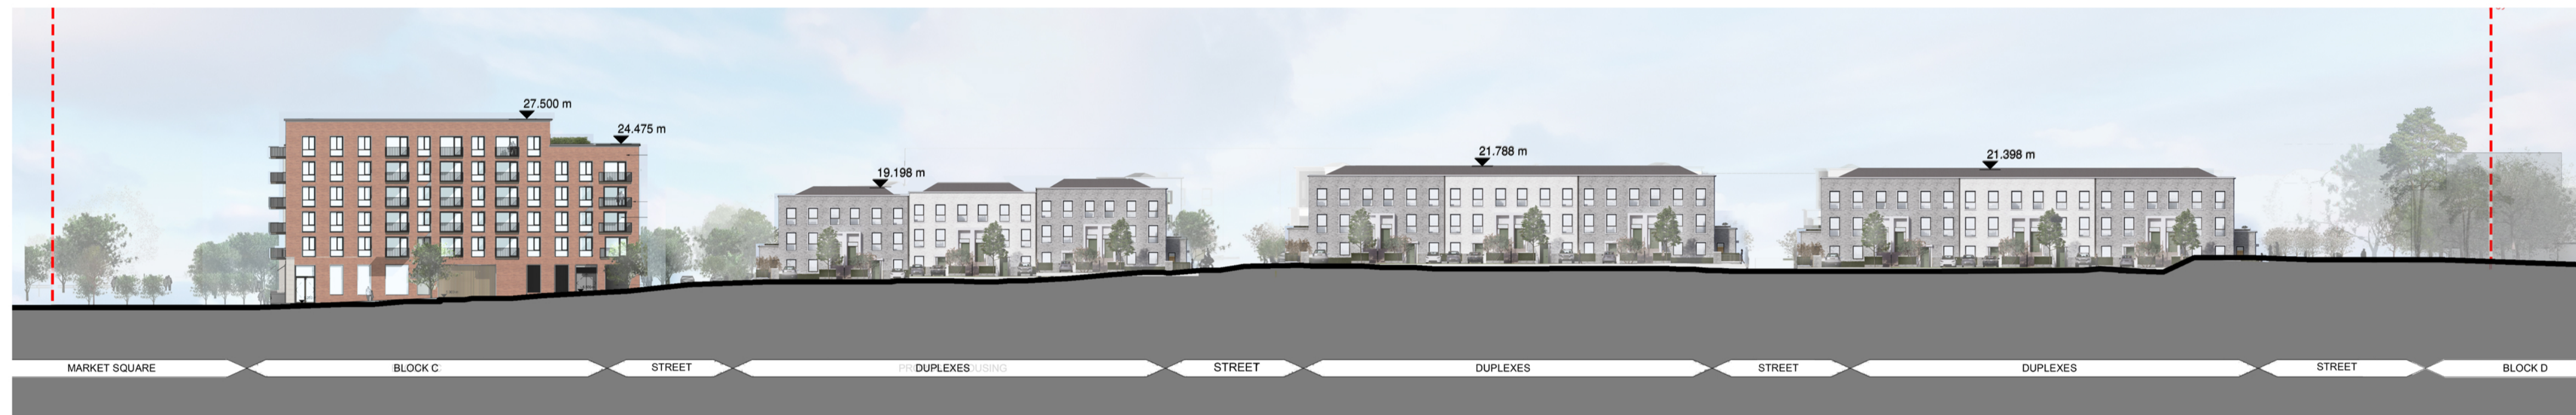 27.500 m
24.475 m
19.198 m
21.788 m
21.398 m
MARKET SQUARE
BLOCK C
STREET
DUPLEXES
STREET
DUPLEXES
STREET
DUPLEXES
STREET
BLOCK D